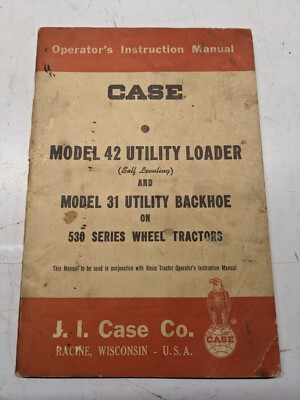 Operator's Instruction Manual
CASE
MODEL 42 UTILITY LOADER
(Self Leveling)
AND
MODEL 31 UTILITY BACKHOE
ON
530 SERIES WHEEL TRACTORS
This Manual to be used in conjunction with Basic Tractor Operator's Instruction Manual
J. I. Case Co.
RACINE, WISCONSIN - U.S.A.
CASE